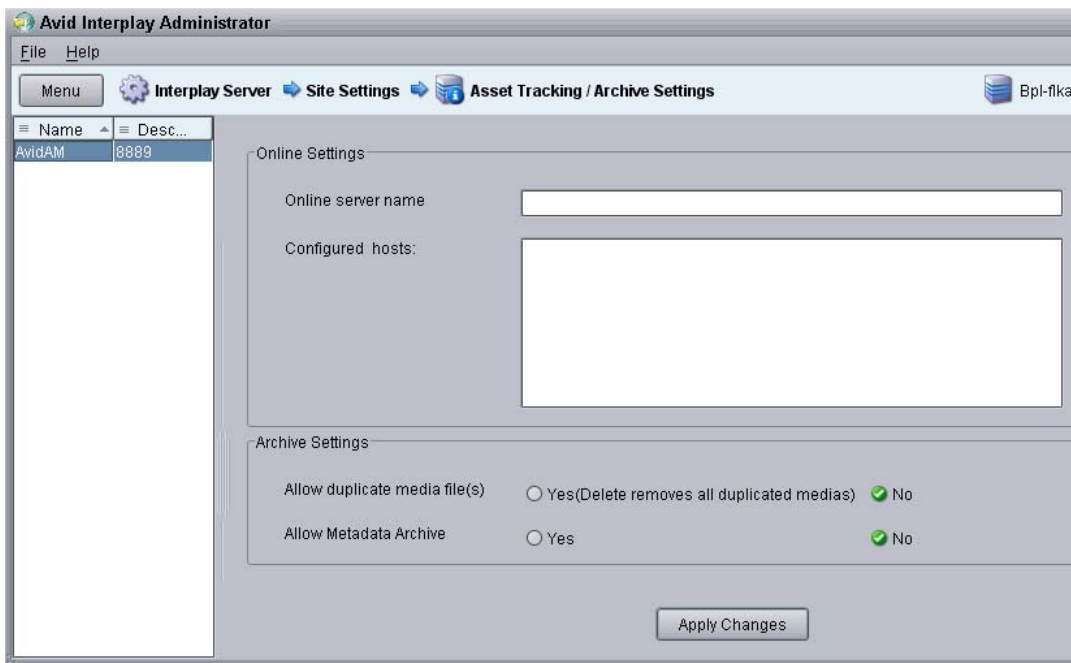 Avid Interplay Administrator
File Help
Menu Interplay Server Site Settings Asset Tracking / Archive Settings Bpl-flka
Name Desc...
AvidAM 8889
Online Settings
Online server name
Configured hosts:
Archive Settings
Allow duplicate media file(s) Yes(Delete removes all duplicated medias) No
Allow Metadata Archive Yes No
Apply Changes